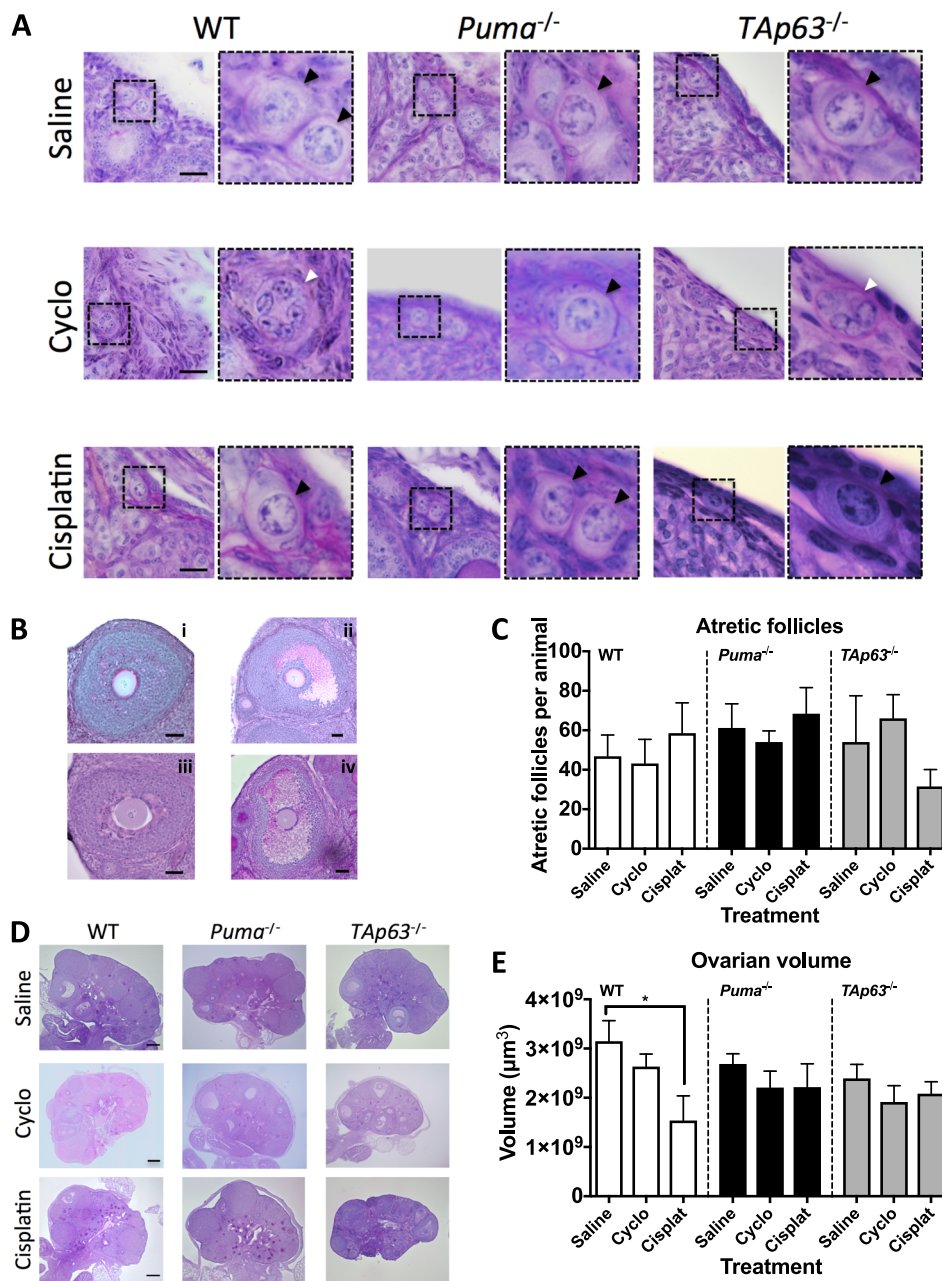 A
WT
Puma-/-
TAp63-/-
Saline
Cyclo
Cisplatin
B
i
ii
iii
iv
C
Atretic follicles
WT
Puma-/-
TAp63-/-
Atretic follicles per animal
100
80
60
40
20
0
Saline
Cyclo
Cisplat
Saline
Cyclo
Cisplat
Saline
Cyclo
Cisplat
Treatment
D
WT
Puma-/-
TAp63-/-
Saline
Cyclo
Cisplatin
E
Ovarian volume
WT
*
Puma-/-
TAp63-/-
Volume (µm³)
4×10⁹
3×10⁹
2×10⁹
1×10⁹
0
Saline
Cyclo
Cisplat
Saline
Cyclo
Cisplat
Saline
Cyclo
Cisplat
Treatment